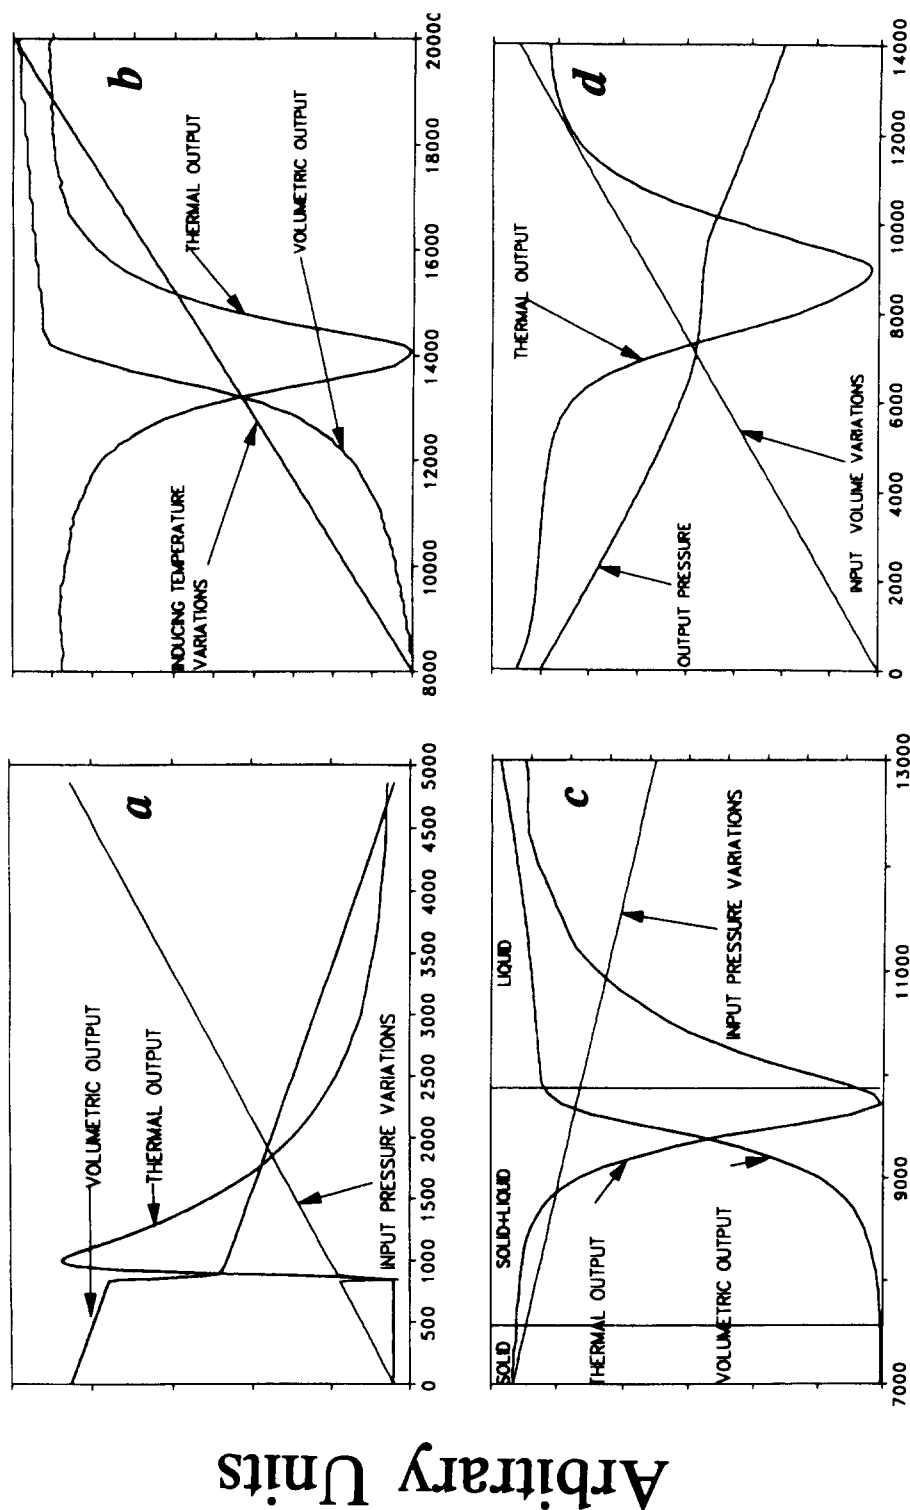 Arbitrary Units
a
VOLUMETRIC OUTPUT
THERMAL OUTPUT
INPUT PRESSURE VARIATIONS
0
500
1000
1500
2000
2500
3000
3500
4000
4500
5000
b
INDUCING TEMPERATURE
VARIATIONS
THERMAL OUTPUT
VOLUMETRIC OUTPUT
8000
10000
12000
14000
16000
18000
20000
c
SOLID
SOLID+LIQUID
LIQUID
THERMAL OUTPUT
VOLUMETRIC OUTPUT
INPUT PRESSURE VARIATIONS
7000
9000
11000
13000
d
THERMAL OUTPUT
OUTPUT PRESSURE
INPUT VOLUME VARIATIONS
0
2000
4000
6000
8000
10000
12000
14000